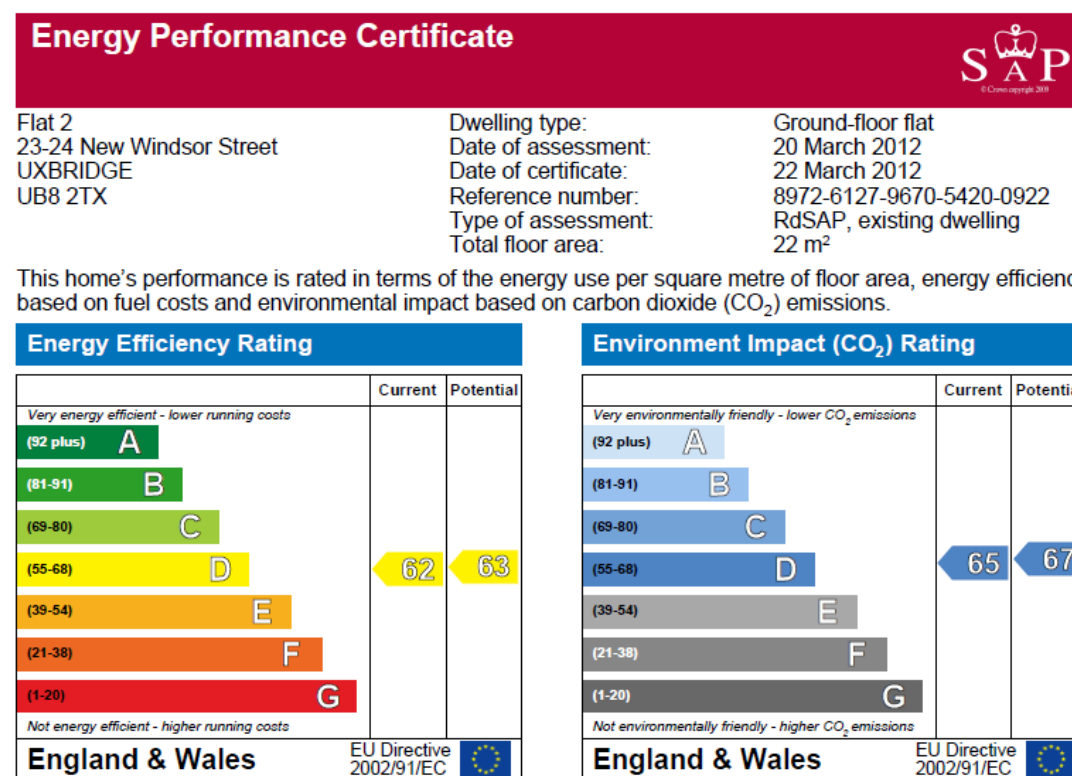 Energy Performance Certificate
SAP
© Crown copyright 2009
Flat 2
23-24 New Windsor Street
UXBRIDGE
UB8 2TX
Dwelling type: Ground-floor flat
Date of assessment: 20 March 2012
Date of certificate: 22 March 2012
Reference number: 8972-6127-9670-5420-0922
Type of assessment: RdSAP, existing dwelling
Total floor area: 22 m²
This home's performance is rated in terms of the energy use per square metre of floor area, energy efficienc
based on fuel costs and environmental impact based on carbon dioxide (CO₂) emissions.
Energy Efficiency Rating
Current Potential
Very energy efficient - lower running costs
(92 plus) A
(81-91) B
(69-80) C
(55-68) D 62 63
(39-54) E
(21-38) F
(1-20) G
Not energy efficient - higher running costs
England & Wales
EU Directive
2002/91/EC
Environment Impact (CO₂) Rating
Current Potentia
Very environmentally friendly - lower CO₂ emissions
(92 plus) A
(81-91) B
(69-80) C
(55-68) D 65 67
(39-54) E
(21-38) F
(1-20) G
Not environmentally friendly - higher CO₂ emissions
England & Wales
EU Directive
2002/91/EC